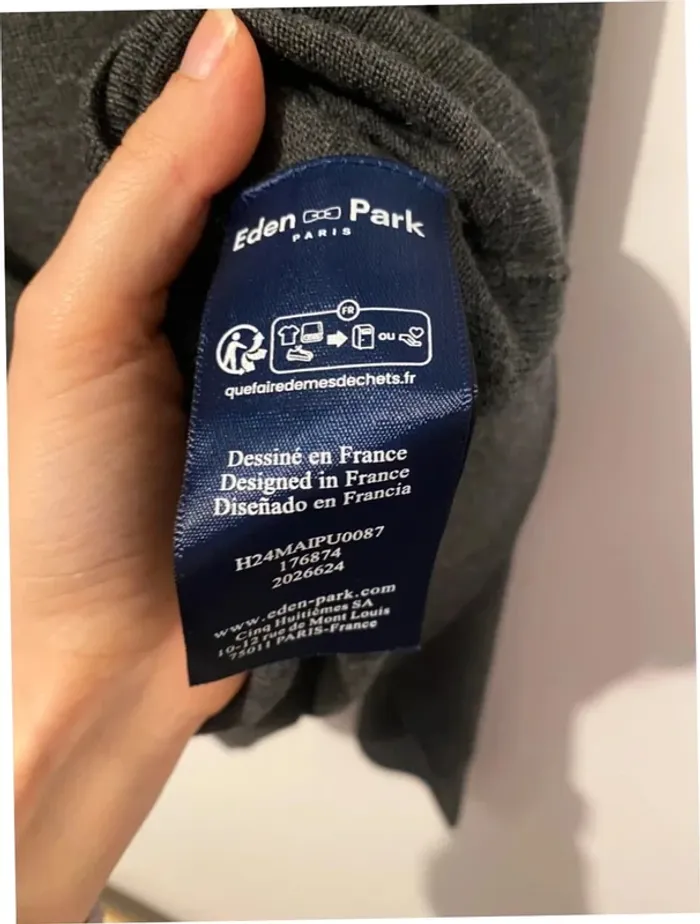 Eden Park
PARIS
FR
ou
quefairedemesdechets.fr
Dessiné en France
Designed in France
Diseñado en Francia
H24MAIPU0087
176874
2026624
www.eden-park.com
Cinq Huitièmes SA
10-12 rue de Mont Louis
75011 PARIS-France